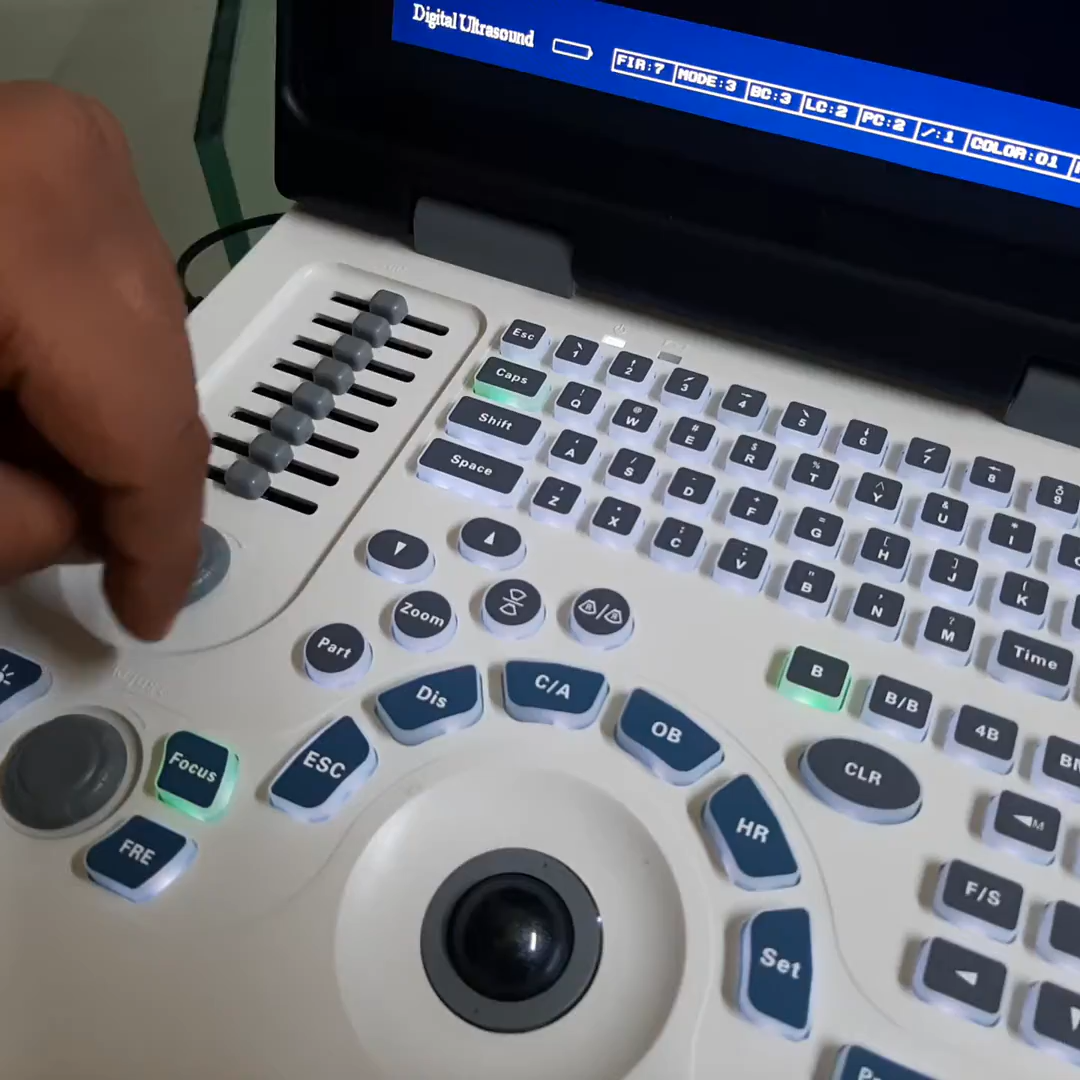 Digital Ultrasound
FIR:7 MODE:3 BC:3 LC:2 PC:2 /:1 COLOR:01
Esc \ 1 ! 2 / 3 4 \ 5 6 7 8 9
Caps ! Q @ W # E $ R % T ^ Y & U * I
Shift ' A / S - D + F = G [ H ] J ( K
Space Z X : C ; V " B N ? M Time
Zoom
Part
B B/B 4B
Dis C/A OB CLR
Focus ESC HR M
FRE F/S
Set